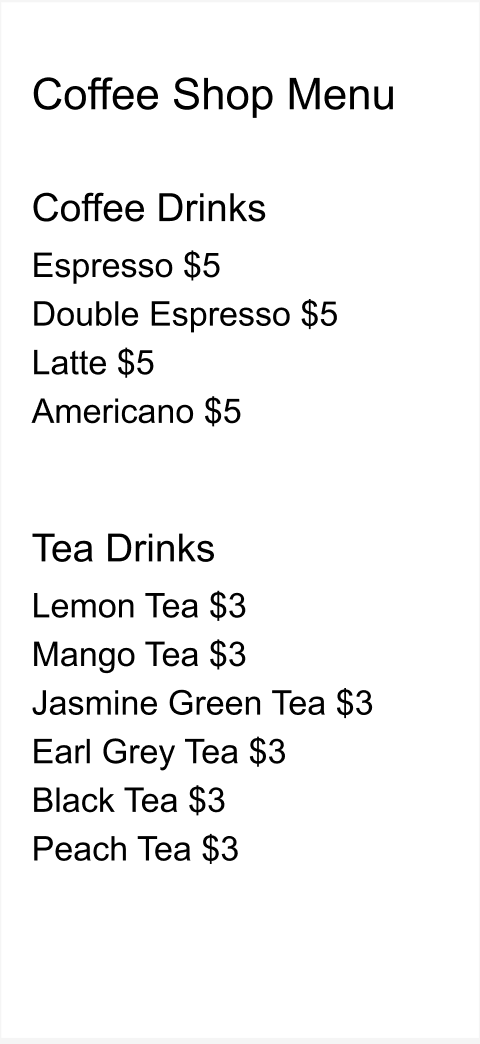 Coffee Shop Menu
Coffee Drinks
Espresso $5
Double Espresso $5
Latte $5
Americano $5
Tea Drinks
Lemon Tea $3
Mango Tea $3
Jasmine Green Tea $3
Earl Grey Tea $3
Black Tea $3
Peach Tea $3